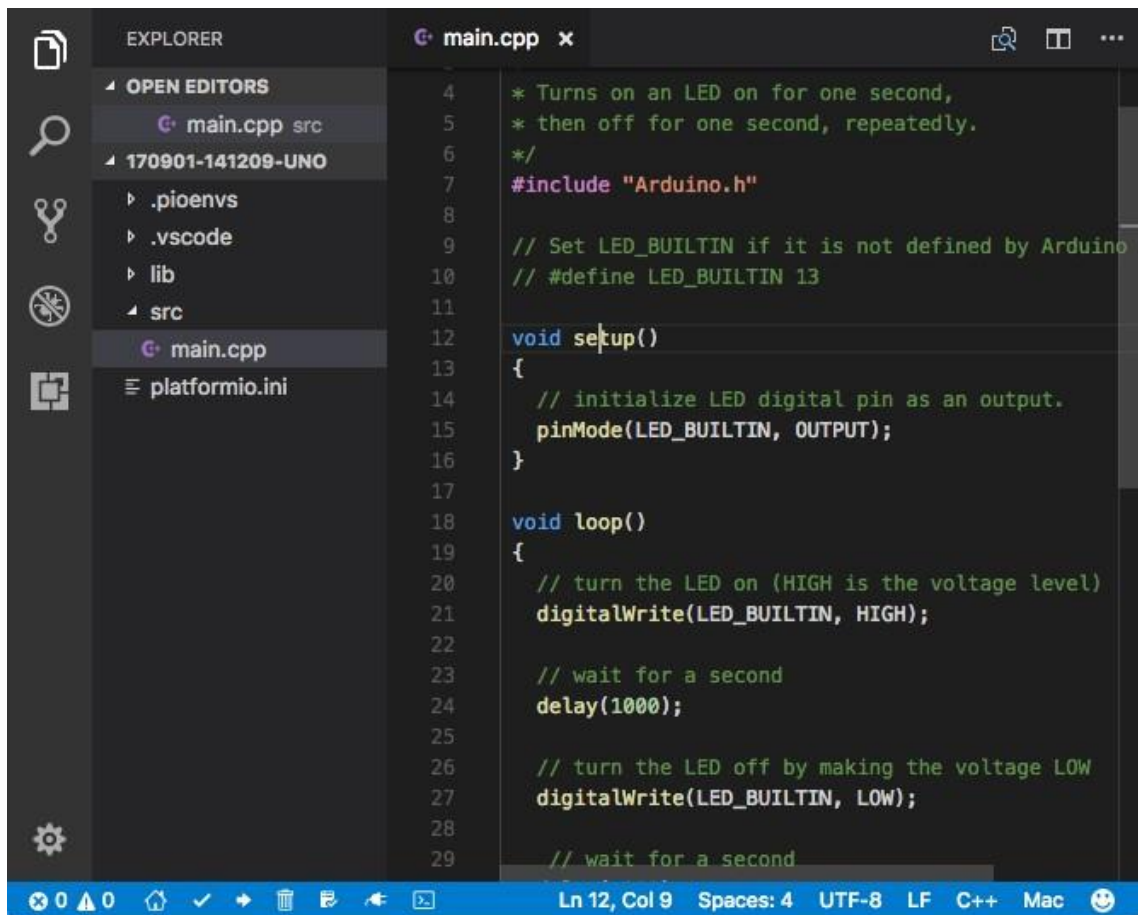 EXPLORER
OPEN EDITORS
main.cpp src
170901-141209-UNO
.pioenvs
.vscode
lib
src
main.cpp
platformio.ini
main.cpp
4 * Turns on an LED on for one second,
5 * then off for one second, repeatedly.
6 */
7 #include "Arduino.h"
8
9 // Set LED_BUILTIN if it is not defined by Arduino
10 // #define LED_BUILTIN 13
11
12 void setup()
13 {
14 // initialize LED digital pin as an output.
15 pinMode(LED_BUILTIN, OUTPUT);
16 }
17
18 void loop()
19 {
20 // turn the LED on (HIGH is the voltage level)
21 digitalWrite(LED_BUILTIN, HIGH);
22
23 // wait for a second
24 delay(1000);
25
26 // turn the LED off by making the voltage LOW
27 digitalWrite(LED_BUILTIN, LOW);
28
29 // wait for a second
0 0 Ln 12, Col 9 Spaces: 4 UTF-8 LF C++ Mac